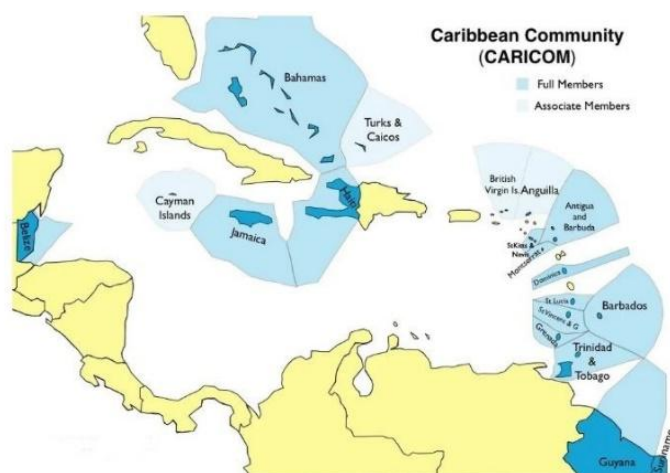 Caribbean Community
(CARICOM)
Full Members
Associate Members
Bahamas
Turks &
Caicos
Cayman
Islands
Jamaica
Haiti
Belize
British
Virgin Is.
Anguilla
Antigua
and
Barbuda
St Kitts &
Nevis
Montserrat
Dominica
St Lucia
St Vincent & G
Grenada
Barbados
Trinidad
&
Tobago
Guyana